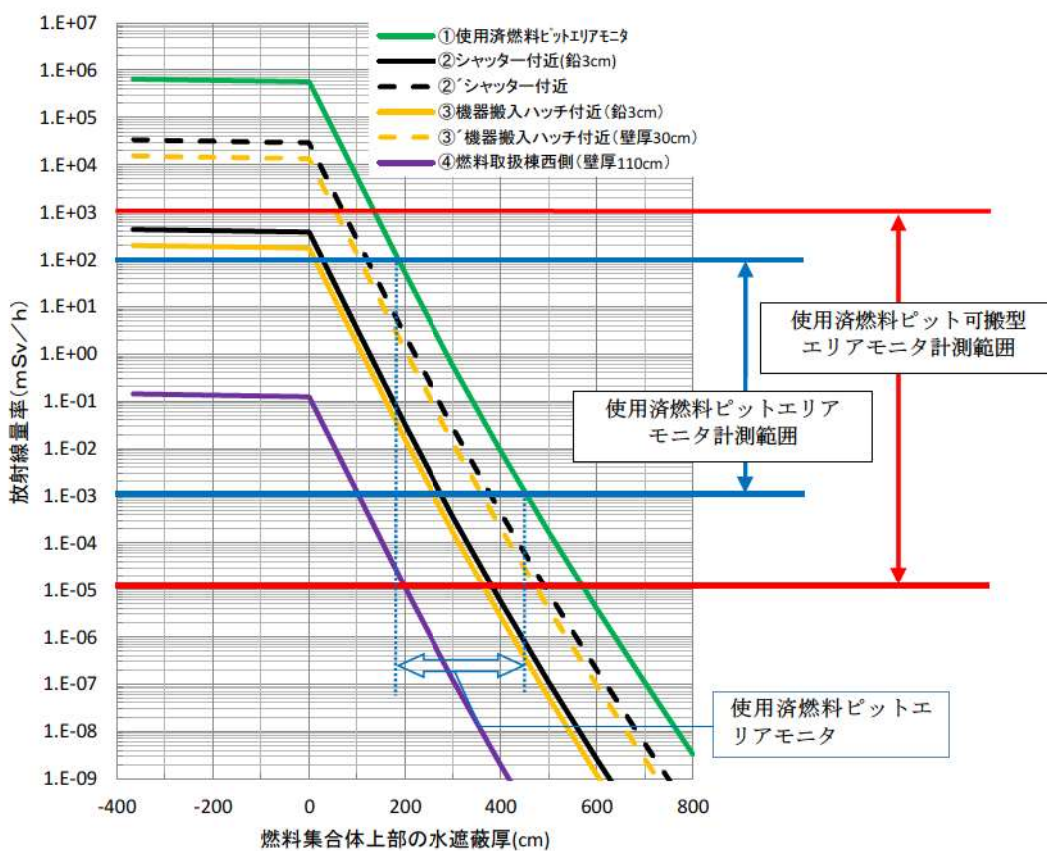 1.E+07
1.E+06
1.E+05
1.E+04
1.E+03
1.E+02
1.E+01
1.E+00
1.E-01
1.E-02
1.E-03
1.E-04
1.E-05
1.E-06
1.E-07
1.E-08
1.E-09
放射線量率(mSv/h)
①使用済燃料ピットエリアモニタ
②シャッター付近(鉛3cm)
②´シャッター付近
③機器搬入ハッチ付近(鉛3cm)
③´機器搬入ハッチ付近(壁厚30cm)
④燃料取扱棟西側(壁厚110cm)
使用済燃料ピット可搬型
エリアモニタ計測範囲
使用済燃料ピットエリア
モニタ計測範囲
使用済燃料ピットエ
リアモニタ
-400 -200 0 200 400 600 800
燃料集合体上部の水遮蔽厚(cm)